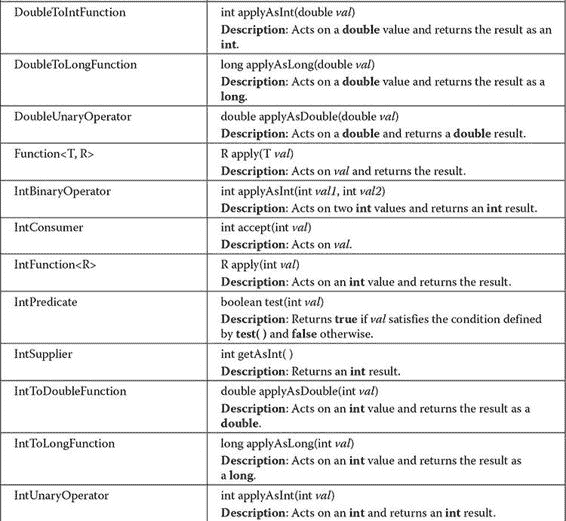 DoubleToIntFunction
int applyAsInt(double val)
Description: Acts on a double value and returns the result as an
int.
DoubleToLongFunction
long applyAsLong(double val)
Description: Acts on a double value and returns the result as a
long.
DoubleUnaryOperator
double applyAsDouble(double val)
Description: Acts on a double and returns a double result.
Function<T, R>
R apply(T val)
Description: Acts on val and returns the result.
IntBinaryOperator
int applyAsInt(int val1, int val2)
Description: Acts on two int values and returns an int result.
IntConsumer
int accept(int val)
Description: Acts on val.
IntFunction<R>
R apply(int val)
Description: Acts on an int value and returns the result.
IntPredicate
boolean test(int val)
Description: Returns true if val satisfies the condition defined
by test( ) and false otherwise.
IntSupplier
int getAsInt( )
Description: Returns an int result.
IntToDoubleFunction
double applyAsDouble(int val)
Description: Acts on an int value and returns the result as a
double.
IntToLongFunction
long applyAsLong(int val)
Description: Acts on an int value and returns the result as
a long.
IntUnaryOperator
int applyAsInt(int val)
Description: Acts on an int and returns an int result.